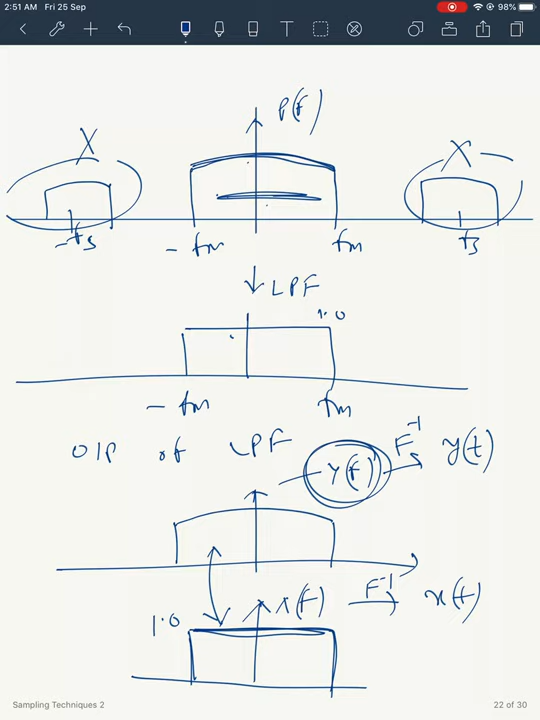 2:51 AM Fri 25 Sep
98%
P(f)
X
X
-fs
-fm
fm
fs
LPF
1.0
-fm
fm
O/P of LPF
Y(f) F⁻¹ y(t)
X(f) F⁻¹ x(t)
1.0
Sampling Techniques 2
22 of 30